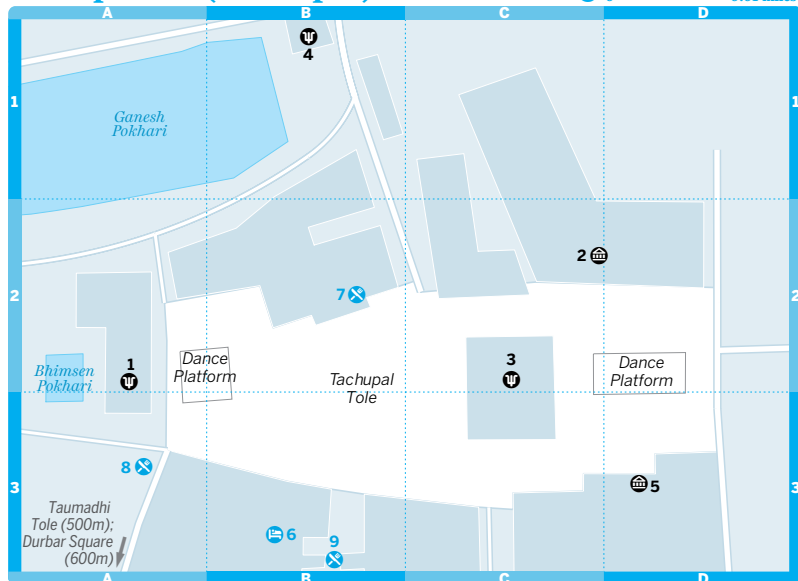 A
B
C
D
4
1
1
Ganesh
Pokhari
2
2
2
7
1
Dance
Platform
3
Dance
Platform
Bhimsen
Pokhari
Tachupal
Tole
3
3
8
5
Taumadhi
Tole (500m);
Durbar Square
(600m)
6
9
A
B
C
D